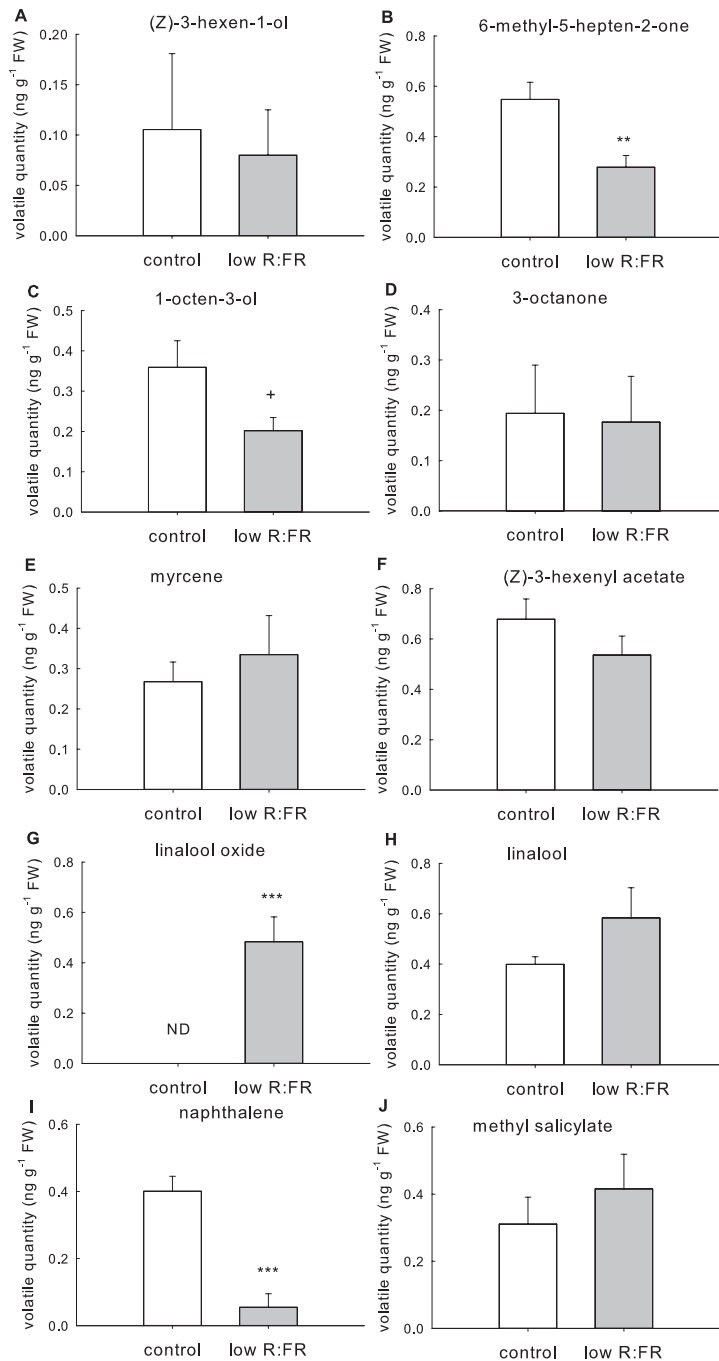 A
(Z)-3-hexen-1-ol
volatile quantity (ng g⁻¹ FW)
0.20
0.15
0.10
0.05
0.00
control
low R:FR
B
6-methyl-5-hepten-2-one
volatile quantity (ng g⁻¹ FW)
0.8
0.6
0.4
0.2
0.0
**
control
low R:FR
C
1-octen-3-ol
volatile quantity (ng g⁻¹ FW)
0.5
0.4
0.3
0.2
0.1
0.0
+
control
low R:FR
D
3-octanone
volatile quantity (ng g⁻¹ FW)
0.4
0.3
0.2
0.1
0.0
control
low R:FR
E
myrcene
volatile quantity (ng g⁻¹ FW)
0.5
0.4
0.3
0.2
0.1
0.0
control
low R:FR
F
(Z)-3-hexenyl acetate
volatile quantity (ng g⁻¹ FW)
0.8
0.6
0.4
0.2
0.0
control
low R:FR
G
linalool oxide
volatile quantity (ng g⁻¹ FW)
0.8
0.6
0.4
0.2
0.0
ND
***
control
low R:FR
H
linalool
volatile quantity (ng g⁻¹ FW)
0.8
0.6
0.4
0.2
0.0
control
low R:FR
I
naphthalene
volatile quantity (ng g⁻¹ FW)
0.6
0.4
0.2
0.0
***
control
low R:FR
J
methyl salicylate
volatile quantity (ng g⁻¹ FW)
0.6
0.4
0.2
0.0
control
low R:FR